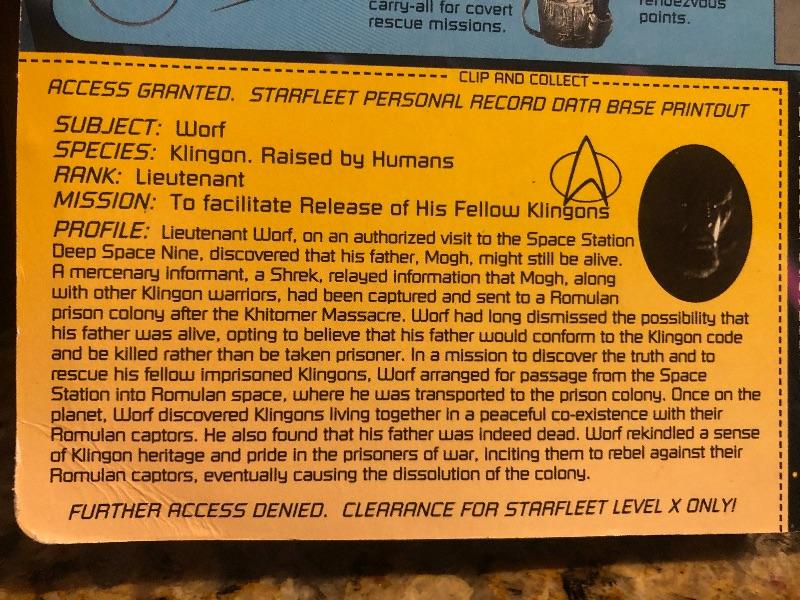 carry-all for covert
rescue missions.
rendezvous
points.
CLIP AND COLLECT
ACCESS GRANTED. STARFLEET PERSONAL RECORD DATA BASE PRINTOUT
SUBJECT: Worf
SPECIES: Klingon. Raised by Humans
RANK: Lieutenant
MISSION: To facilitate Release of His Fellow Klingons
PROFILE: Lieutenant Worf, on an authorized visit to the Space Station
Deep Space Nine, discovered that his father, Mogh, might still be alive.
A mercenary informant, a Shrek, relayed information that Mogh, along
with other Klingon warriors, had been captured and sent to a Romulan
prison colony after the Khitomer Massacre. Worf had long dismissed the possibility that
his father was alive, opting to believe that his father would conform to the Klingon code
and be killed rather than be taken prisoner. In a mission to discover the truth and to
rescue his fellow imprisoned Klingons, Worf arranged for passage from the Space
Station into Romulan space, where he was transported to the prison colony. Once on the
planet, Worf discovered Klingons living together in a peaceful co-existence with their
Romulan captors. He also found that his father was indeed dead. Worf rekindled a sense
of Klingon heritage and pride in the prisoners of war, inciting them to rebel against their
Romulan captors, eventually causing the dissolution of the colony.
FURTHER ACCESS DENIED. CLEARANCE FOR STARFLEET LEVEL X ONLY!